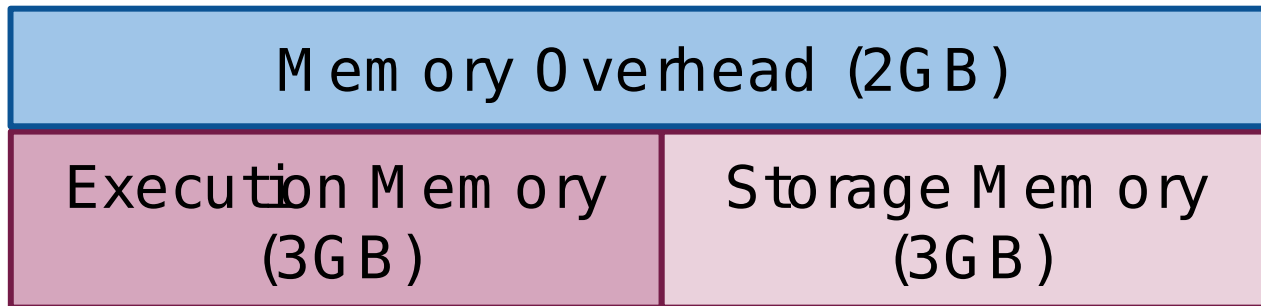 Memory Overhead (2GB)
Execution Memory
(3GB)
Storage Memory
(3GB)